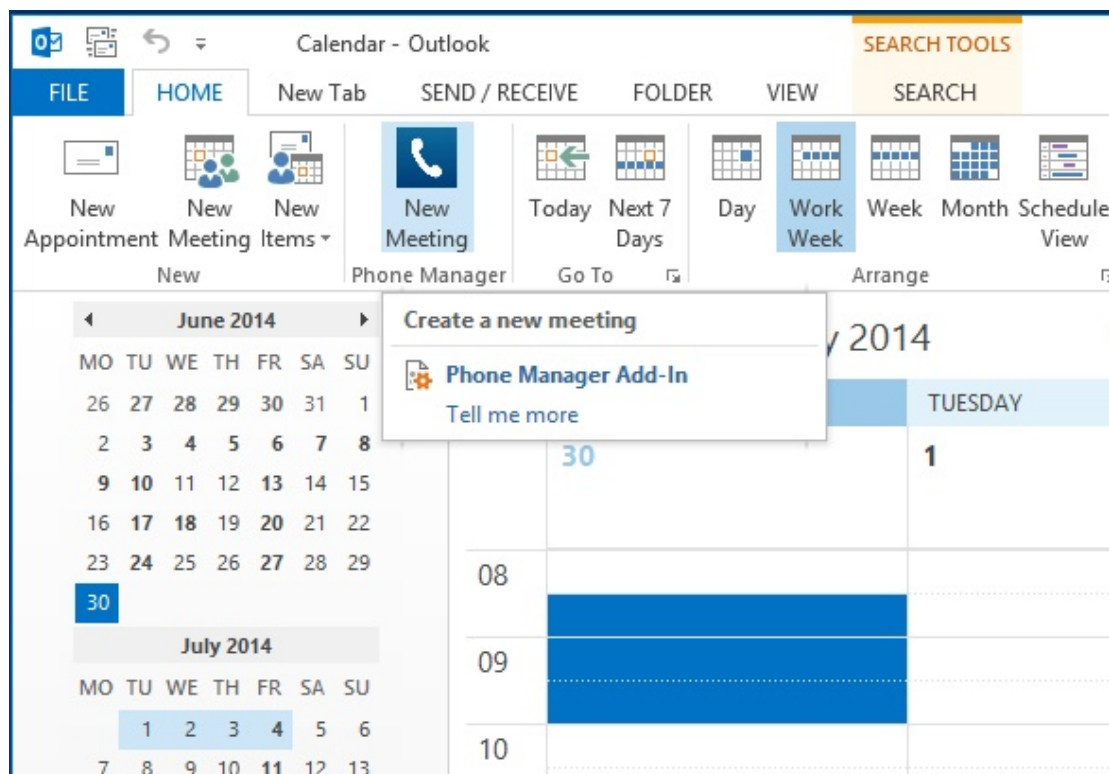 Calendar - Outlook
SEARCH TOOLS
FILE HOME New Tab SEND / RECEIVE FOLDER VIEW SEARCH
New Appointment
New Meeting
New Items
New Meeting
Today
Next 7 Days
Day
Work Week
Week
Month
Schedule View
New
Phone Manager
Go To
Arrange
June 2014
MO TU WE TH FR SA SU
26 27 28 29 30 31 1
2 3 4 5 6 7 8
9 10 11 12 13 14 15
16 17 18 19 20 21 22
23 24 25 26 27 28 29
30
July 2014
MO TU WE TH FR SA SU
1 2 3 4 5 6
7 8 9 10 11 12 13
Create a new meeting
Phone Manager Add-In
Tell me more
y 2014
TUESDAY
30
1
08
09
10